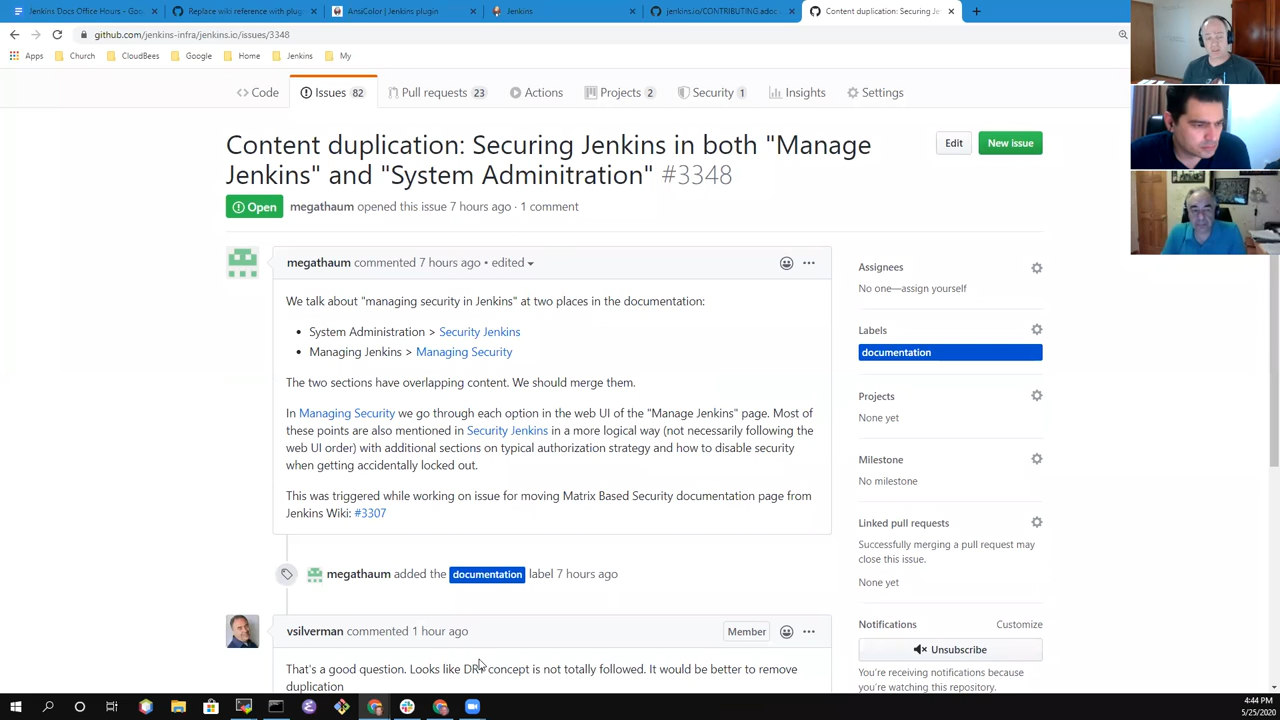 Jenkins Docs Office Hours - Goo
Replace wiki reference with plug
AnsiColor | Jenkins plugin
Jenkins
jenkins.io/CONTRIBUTING.adoc
Content duplication: Securing Je
github.com/jenkins-infra/jenkins.io/issues/3348
Apps
Church
CloudBees
Google
Home
Jenkins
My
<> Code
Issues 82
Pull requests 23
Actions
Projects 2
Security 1
Insights
Settings
Content duplication: Securing Jenkins in both "Manage
Jenkins" and "System Adminitration" #3348
Edit
New issue
Open
megathaum opened this issue 7 hours ago · 1 comment
megathaum commented 7 hours ago • edited
We talk about "managing security in Jenkins" at two places in the documentation:
• System Administration > Security Jenkins
• Managing Jenkins > Managing Security
The two sections have overlapping content. We should merge them.
In Managing Security we go through each option in the web UI of the "Manage Jenkins" page. Most of
these points are also mentioned in Security Jenkins in a more logical way (not necessarily following the
web UI order) with additional sections on typical authorization strategy and how to disable security
when getting accidentally locked out.
This was triggered while working on issue for moving Matrix Based Security documentation page from
Jenkins Wiki: #3307
megathaum added the documentation label 7 hours ago
vsilverman commented 1 hour ago
Member
That's a good question. Looks like DRY concept is not totally followed. It would be better to remove
duplication
Assignees
No one—assign yourself
Labels
documentation
Projects
None yet
Milestone
No milestone
Linked pull requests
Successfully merging a pull request may
close this issue.
None yet
Notifications
Customize
Unsubscribe
You're receiving notifications because
you're watching this repository.
4:44 PM
5/25/2020